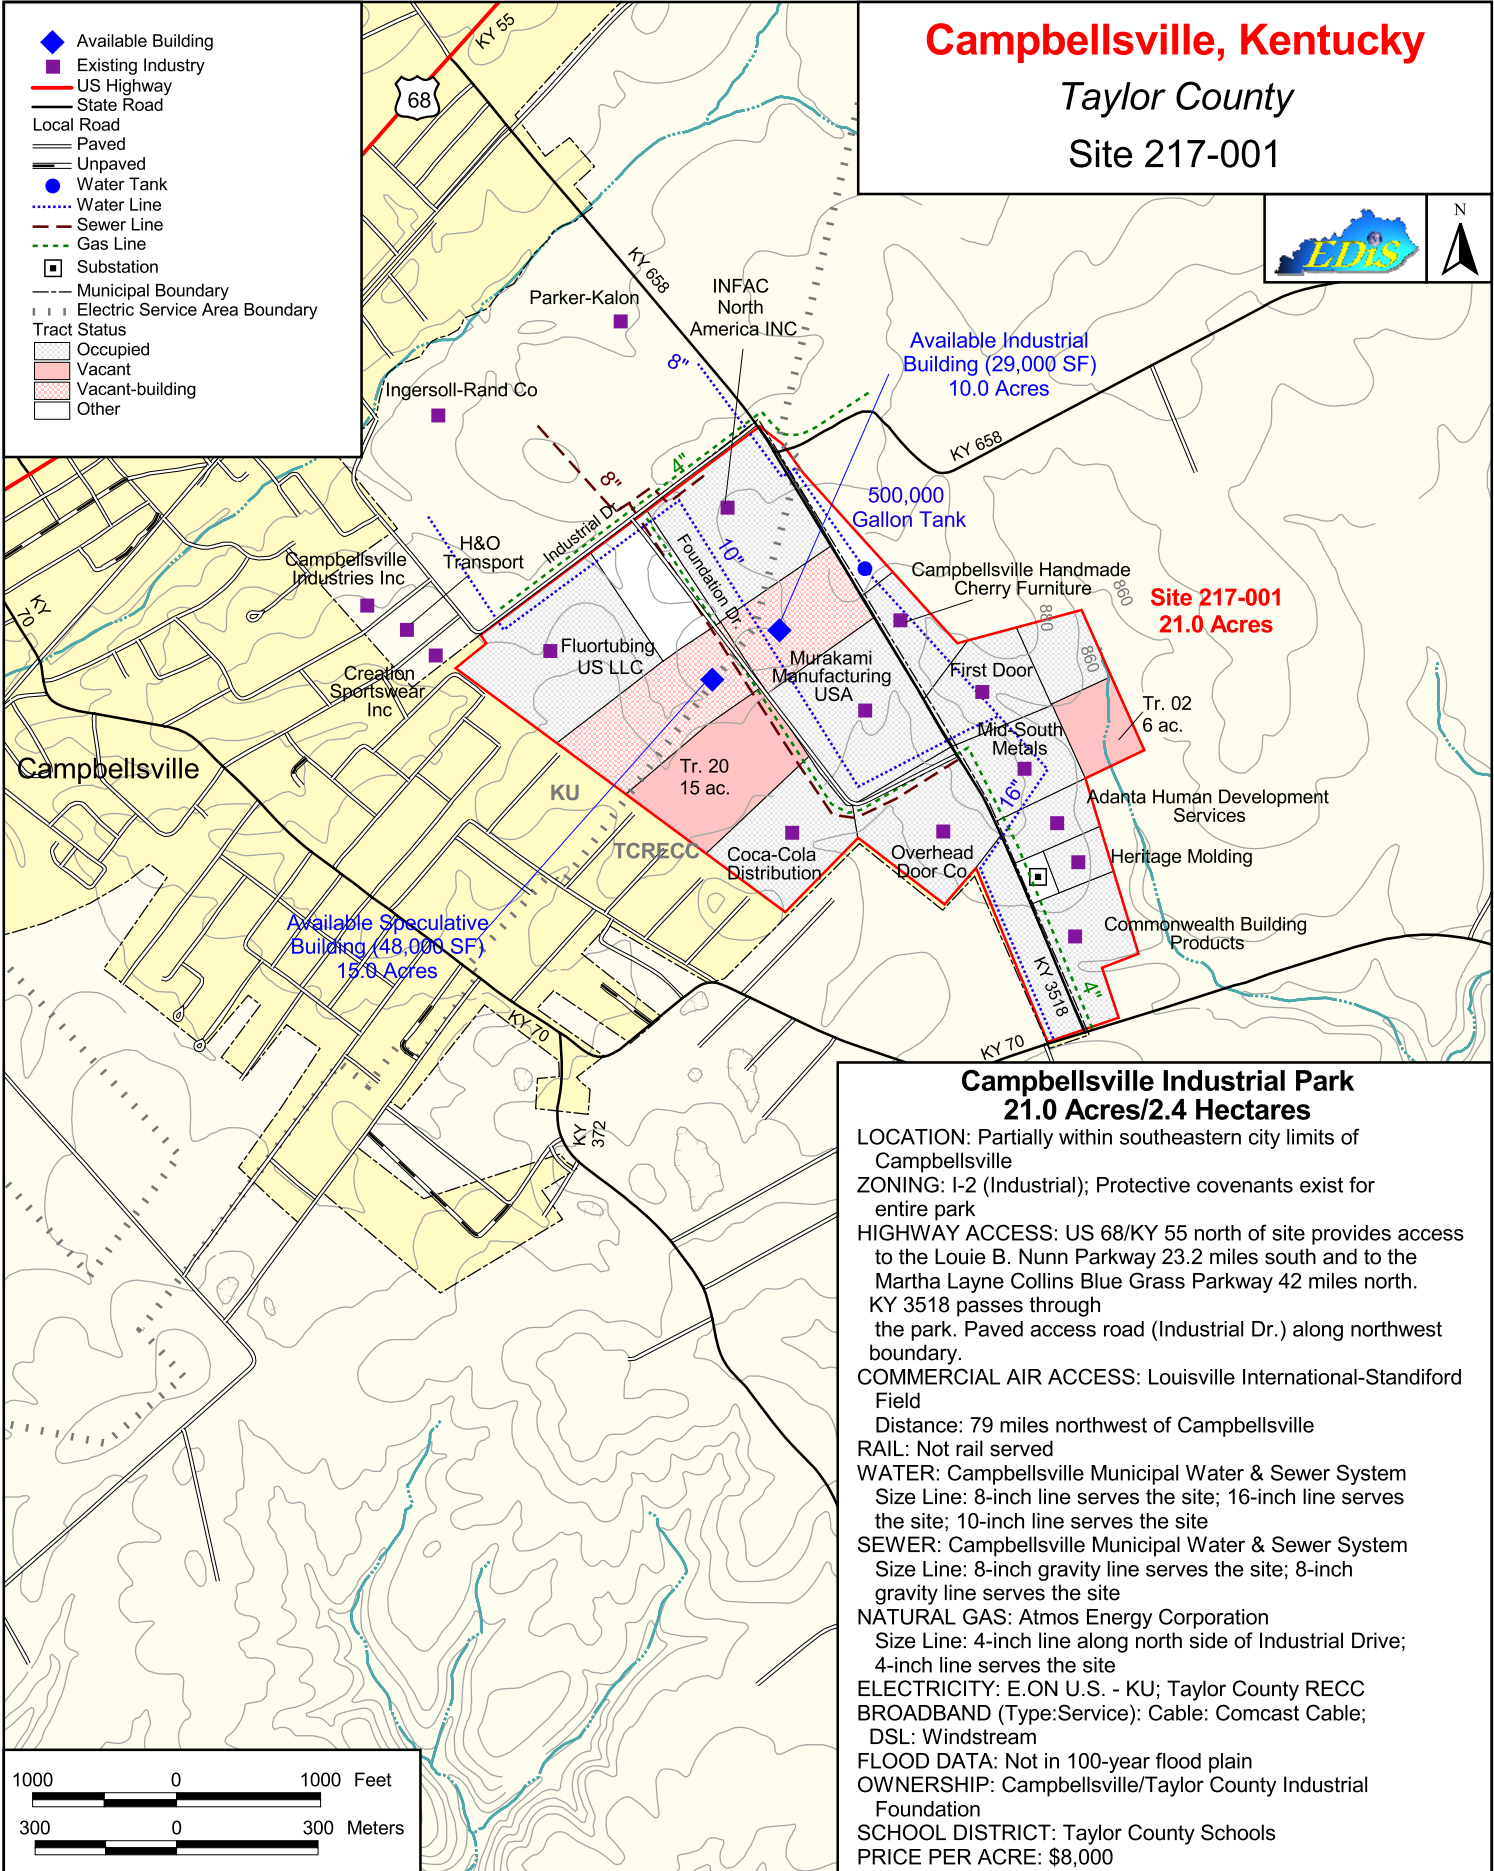 Available Building
Existing Industry
US Highway
State Road
Local Road
Paved
Unpaved
Water Tank
Water Line
Sewer Line
Gas Line
Substation
Municipal Boundary
Electric Service Area Boundary
Tract Status
Occupied
Vacant
Vacant-building
Other
Campbellsville, Kentucky
Taylor County
Site 217-001
EDiS
N
KY 55
68
KY 658
Parker-Kalon
INFAC
North
America INC
8"
Available Industrial
Building (29,000 SF)
10.0 Acres
Ingersoll-Rand Co
KY 658
4"
8"
500,000
Gallon Tank
Industrial Dr.
H&O
Transport
Foundation Dr.
10"
Campbellsville
Industries Inc
Campbellsville Handmade
Cherry Furniture
860
880
860
Site 217-001
21.0 Acres
KY
70
Fluortubing
US LLC
Murakami
Manufacturing
USA
First Door
Creation
Sportswear
Inc
Tr. 02
6 ac.
Mid-South
Metals
Campbellsville
Tr. 20
15 ac.
KU
16"
Adanta Human Development
Services
TCRECC
Coca-Cola
Distribution
Overhead
Door Co
Heritage Molding
Available Speculative
Building (48,000 SF)
15.0 Acres
Commonwealth Building
Products
KY 3518
4"
KY 70
KY 70
KY
372
Campbellsville Industrial Park
21.0 Acres/2.4 Hectares
LOCATION: Partially within southeastern city limits of
Campbellsville
ZONING: I-2 (Industrial); Protective covenants exist for
entire park
HIGHWAY ACCESS: US 68/KY 55 north of site provides access
to the Louie B. Nunn Parkway 23.2 miles south and to the
Martha Layne Collins Blue Grass Parkway 42 miles north.
KY 3518 passes through
the park. Paved access road (Industrial Dr.) along northwest
boundary.
COMMERCIAL AIR ACCESS: Louisville International-Standiford
Field
Distance: 79 miles northwest of Campbellsville
RAIL: Not rail served
WATER: Campbellsville Municipal Water & Sewer System
Size Line: 8-inch line serves the site; 16-inch line serves
the site; 10-inch line serves the site
SEWER: Campbellsville Municipal Water & Sewer System
Size Line: 8-inch gravity line serves the site; 8-inch
gravity line serves the site
NATURAL GAS: Atmos Energy Corporation
Size Line: 4-inch line along north side of Industrial Drive;
4-inch line serves the site
ELECTRICITY: E.ON U.S. - KU; Taylor County RECC
BROADBAND (Type:Service): Cable: Comcast Cable;
DSL: Windstream
FLOOD DATA: Not in 100-year flood plain
OWNERSHIP: Campbellsville/Taylor County Industrial
Foundation
SCHOOL DISTRICT: Taylor County Schools
PRICE PER ACRE: $8,000
1000 0 1000 Feet
300 0 300 Meters